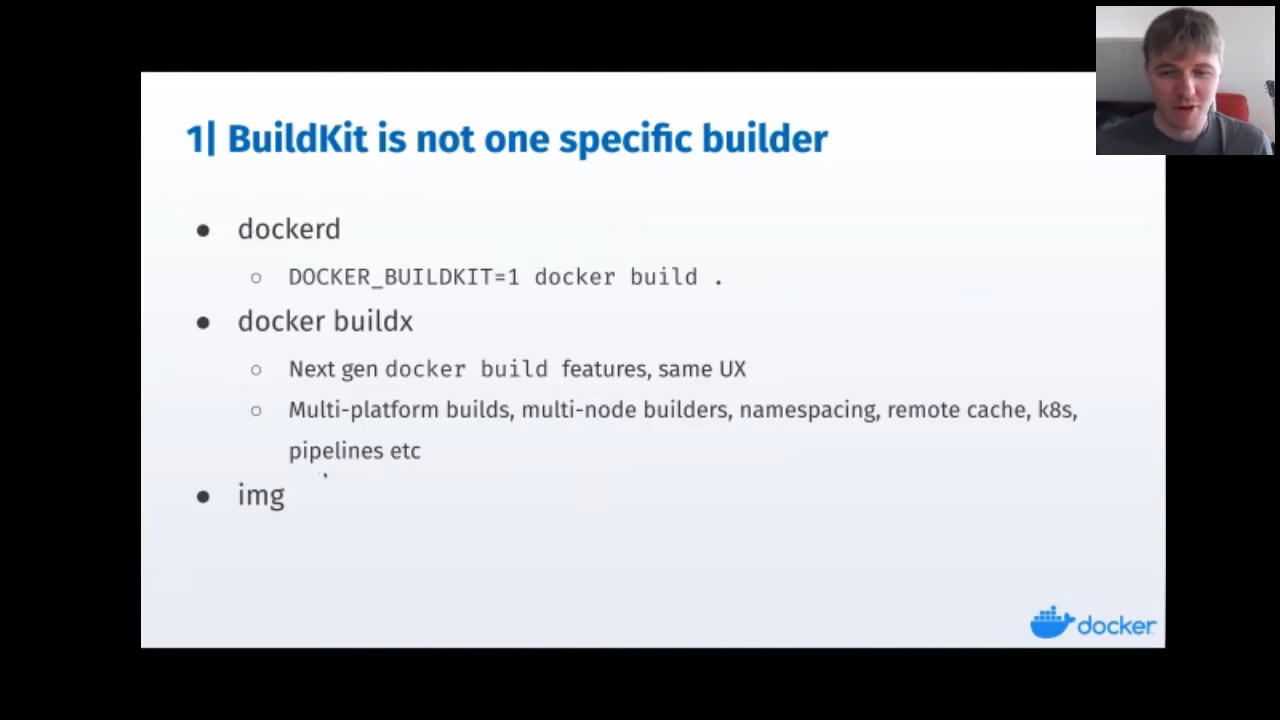 1| BuildKit is not one specific builder
● dockerd
○ DOCKER_BUILDKIT=1 docker build .
● docker buildx
○ Next gen docker build features, same UX
○ Multi-platform builds, multi-node builders, namespacing, remote cache, k8s,
pipelines etc
● img
docker